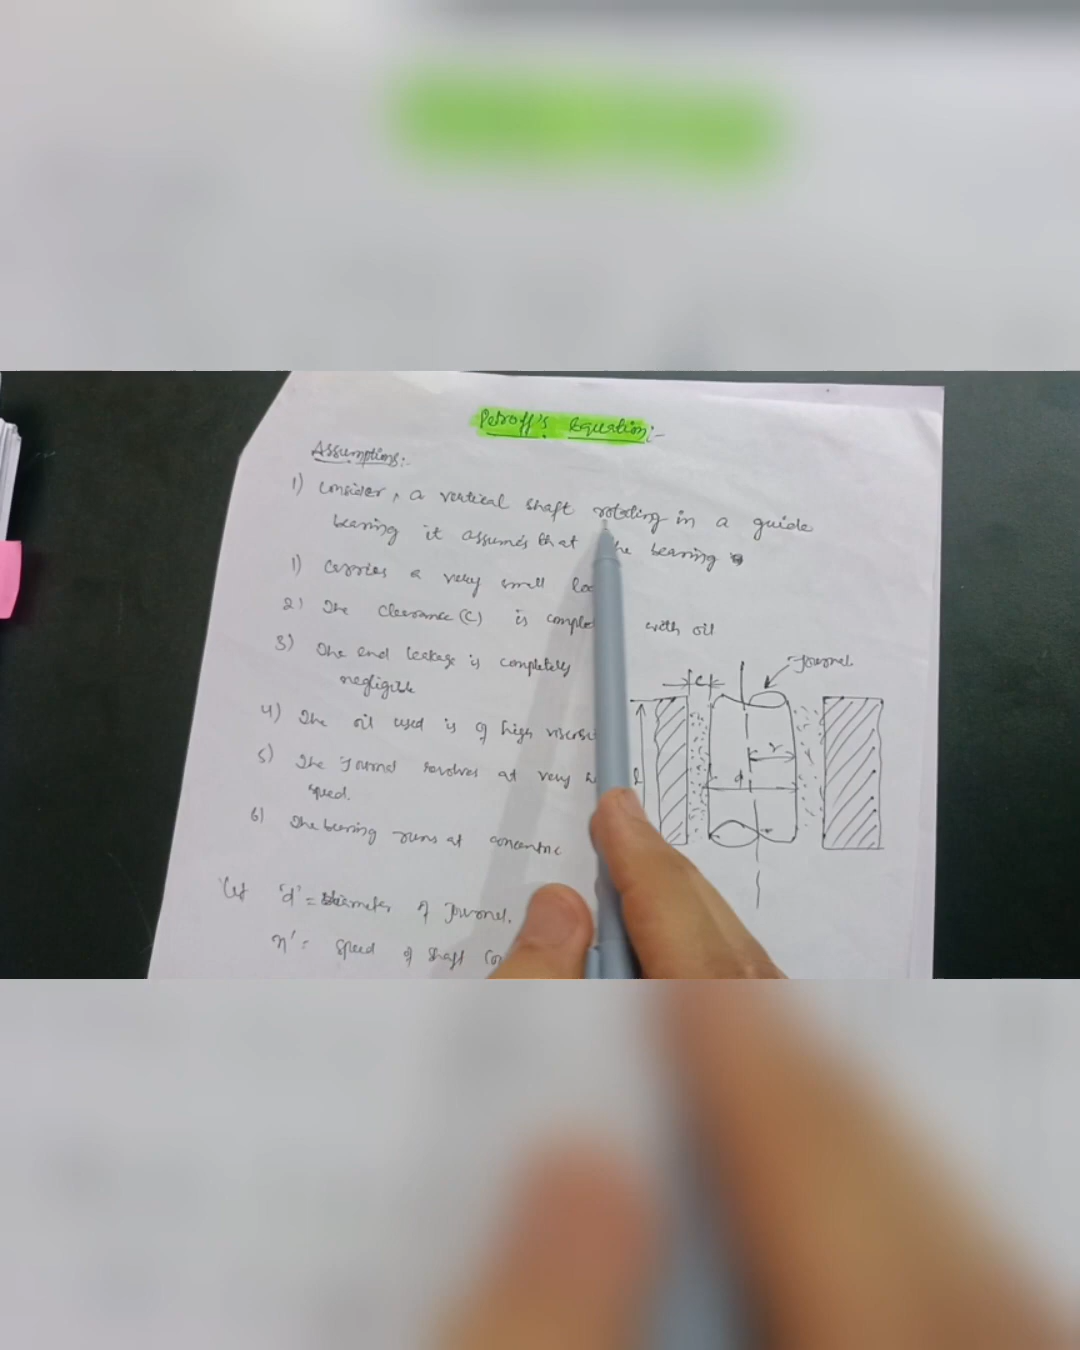 Petroff's Equation:-
Assumptions:-
1) Consider, a vertical shaft rotating in a guide
bearing it assumes that the bearing
1) Carries a very small
2) The Clearance (C) is with oil
3) The end leakage is completely
negligible
4) The oil used is of high
5) The Journal revolves at very
speed.
6) The bearing runs at concentric
Let 'd' = Diameter of Journal.
n' = Speed of Shaft
Journal
c
r
d
l